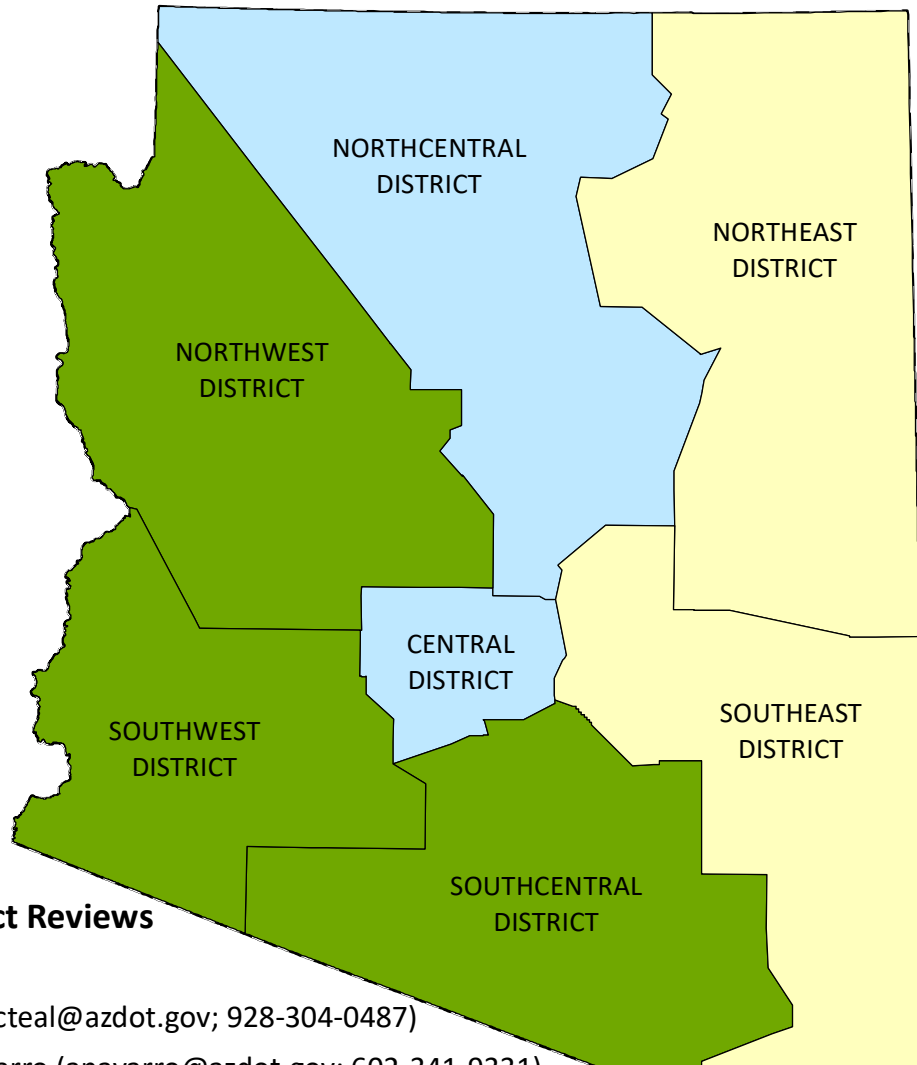 NORTHCENTRAL
DISTRICT
NORTHEAST
DISTRICT
NORTHWEST
DISTRICT
CENTRAL
DISTRICT
SOUTHWEST
DISTRICT
SOUTHEAST
DISTRICT
SOUTHCENTRAL
DISTRICT
ct Reviews
cteal@azdot.gov; 928-304-0487)